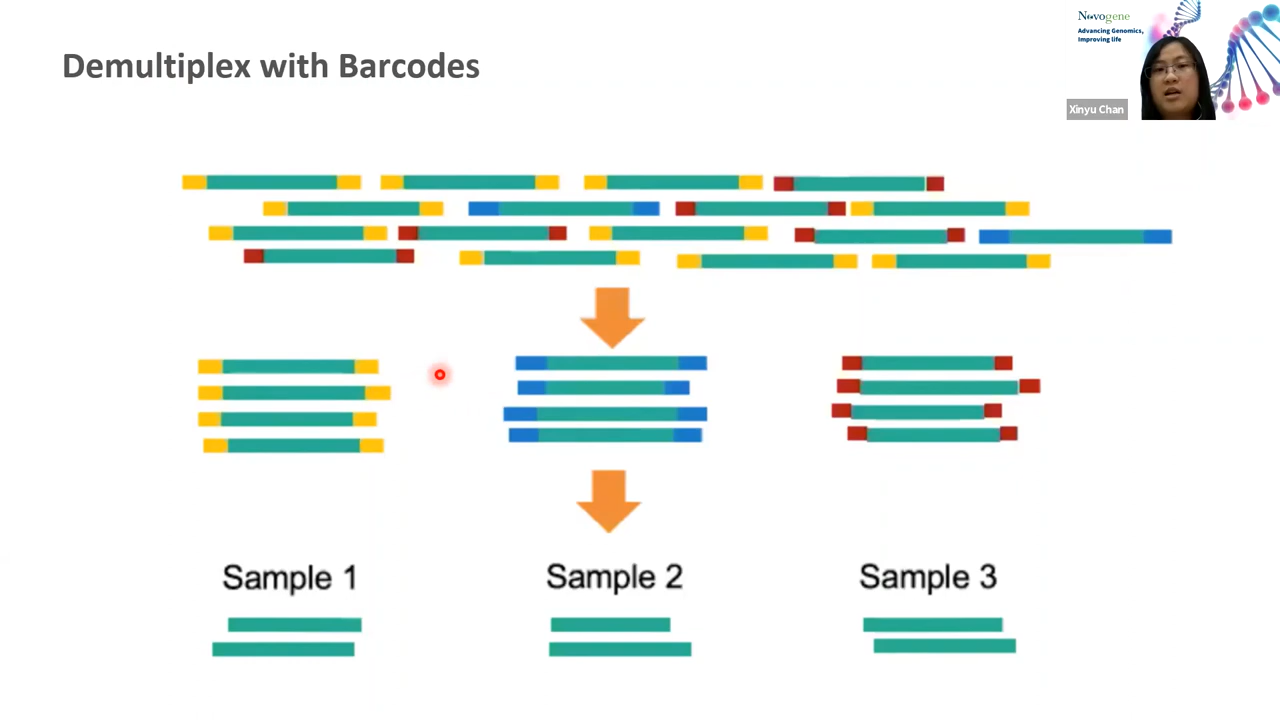 Novogene
Advancing Genomics,
Improving life
Demultiplex with Barcodes
Xinyu Chan
Sample 1
Sample 2
Sample 3